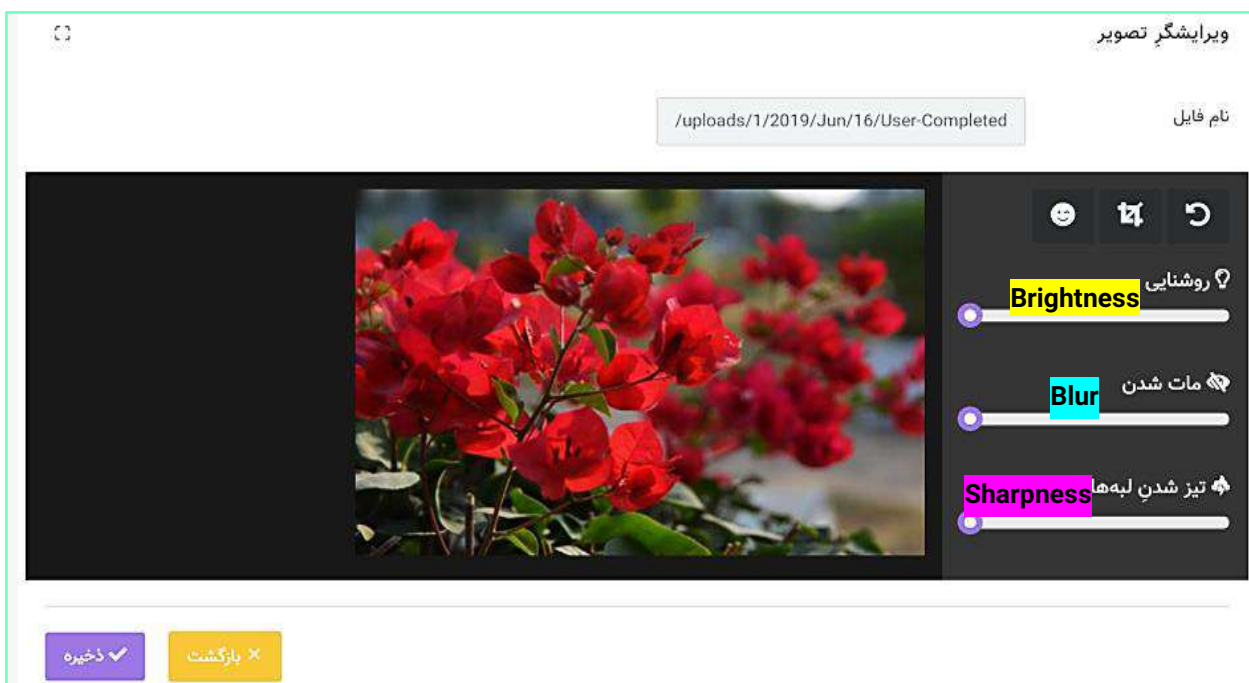 ویرایشگرِ تصویر
نامِ فایل
/uploads/1/2019/Jun/16/User-Completed
روشنایی
Brightness
مات شدن
Blur
تیز شدنِ لبه‌ها
Sharpness
بازگشت
ذخیره